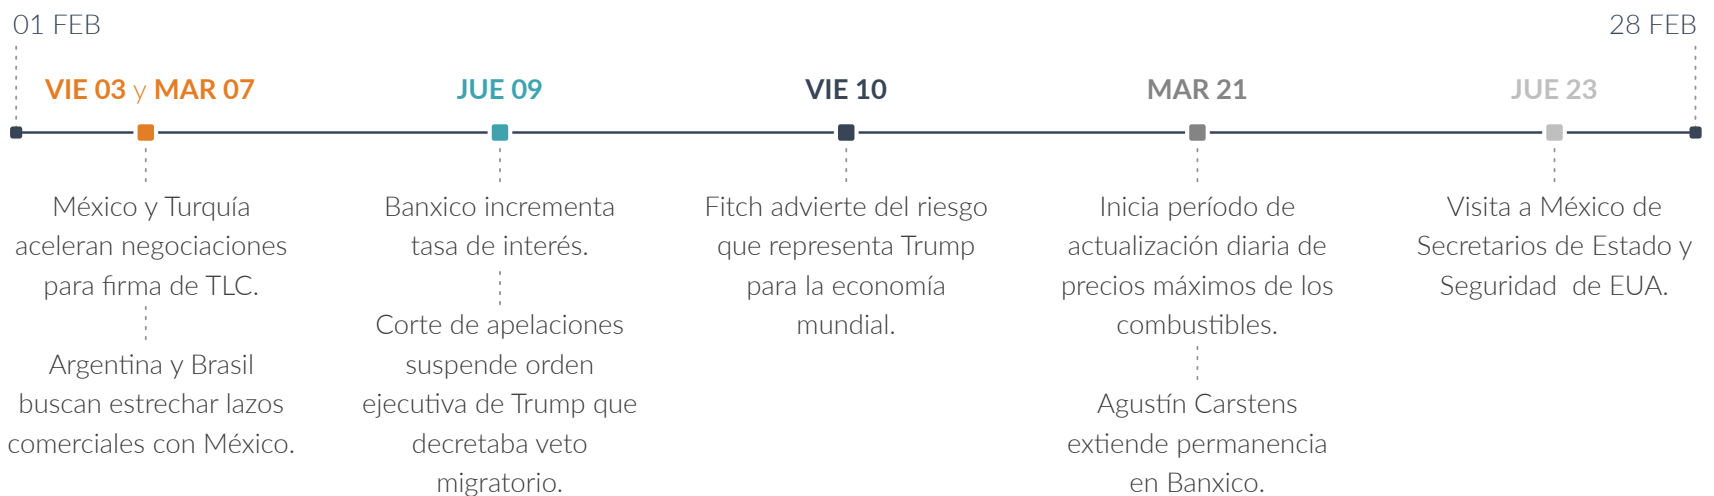 01 FEB
28 FEB
VIE 03 y MAR 07
México y Turquía
aceleran negociaciones
para firma de TLC.
Argentina y Brasil
buscan estrechar lazos
comerciales con México.
JUE 09
Banxico incrementa
tasa de interés.
Corte de apelaciones
suspende orden
ejecutiva de Trump que
decretaba veto
migratorio.
VIE 10
Fitch advierte del riesgo
que representa Trump
para la economía
mundial.
MAR 21
Inicia período de
actualización diaria de
precios máximos de los
combustibles.
Agustín Carstens
extiende permanencia
en Banxico.
JUE 23
Visita a México de
Secretarios de Estado y
Seguridad  de EUA.